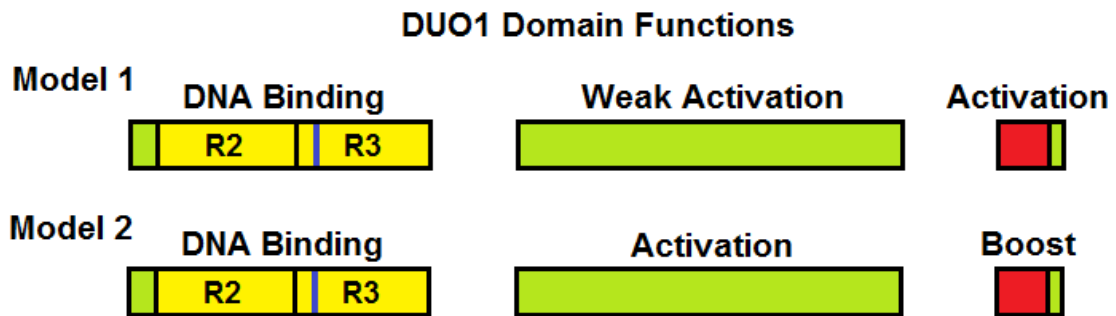 DUO1 Domain Functions
Model 1
DNA Binding Weak Activation Activation
R2 R3
Model 2
DNA Binding Activation Boost
R2 R3